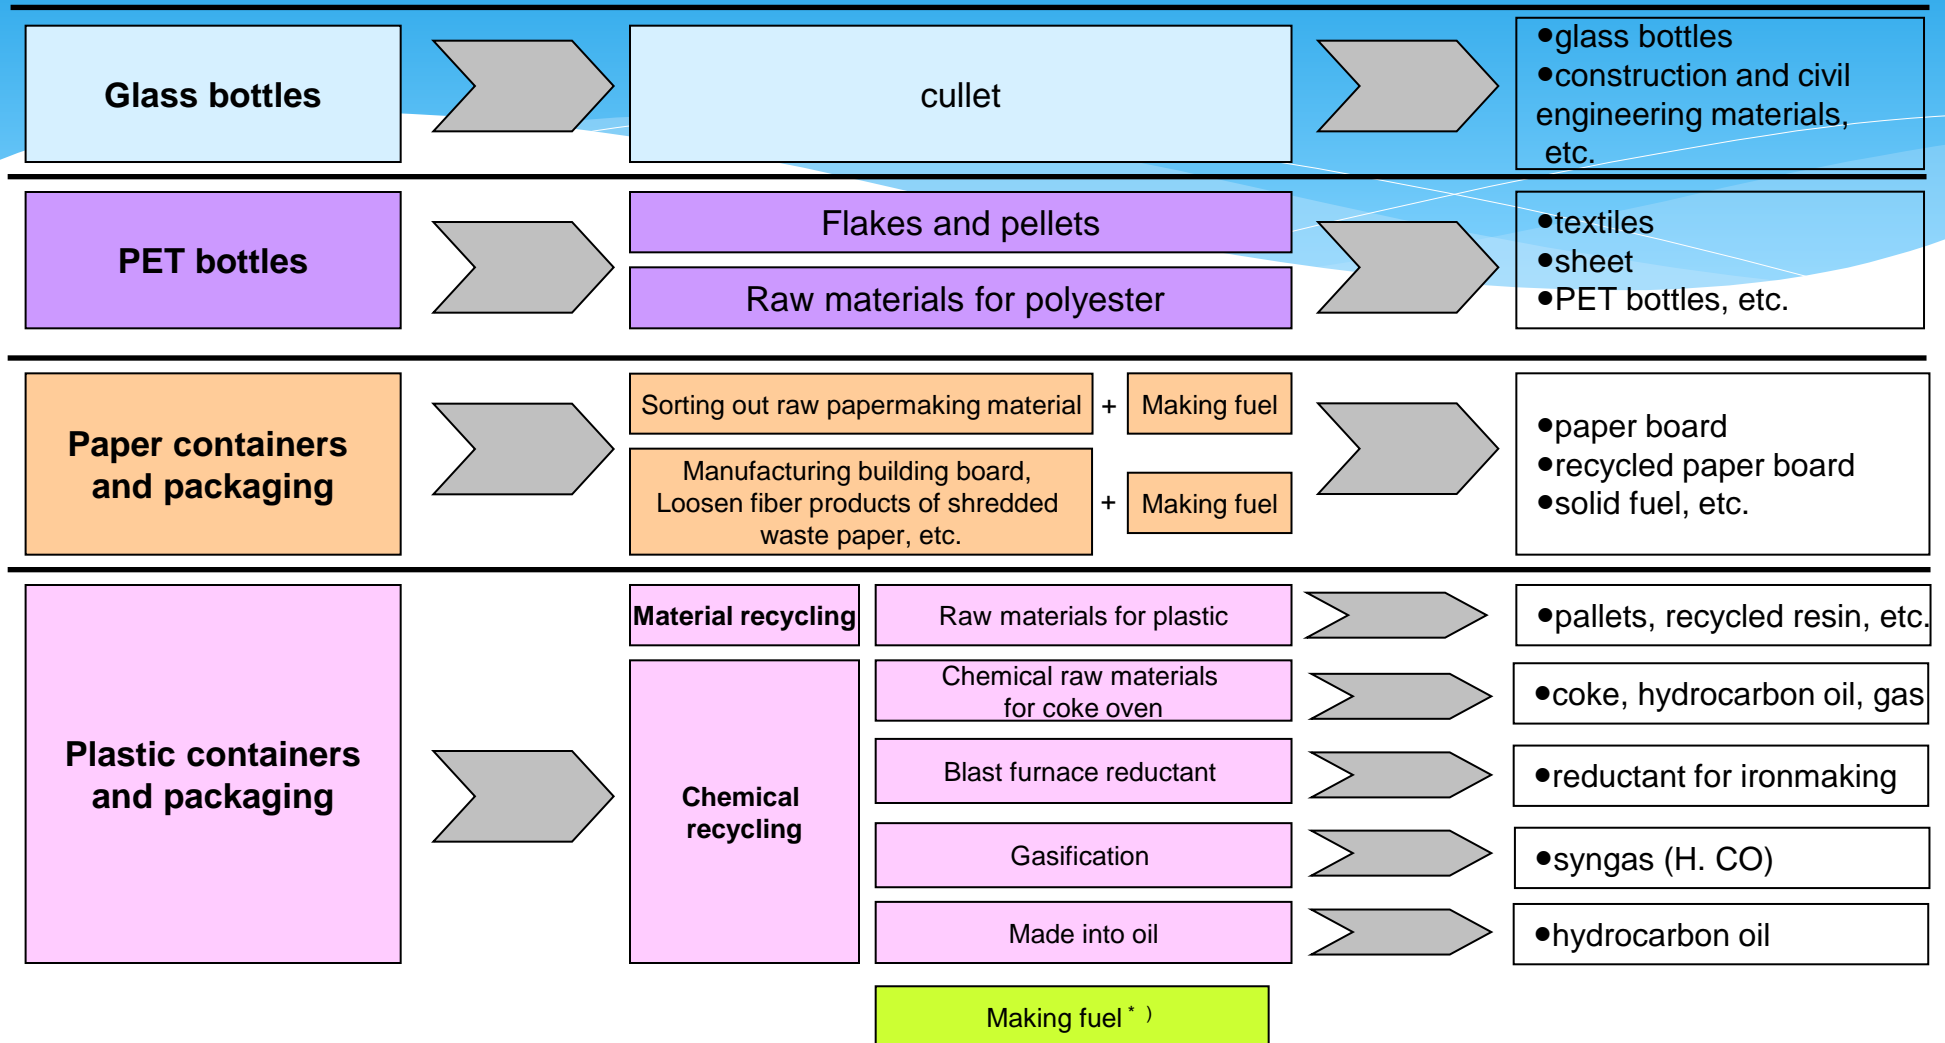 Glass bottles
cullet
●glass bottles
●construction and civil
engineering materials,
etc.
PET bottles
Flakes and pellets
Raw materials for polyester
●textiles
●sheet
●PET bottles, etc.
Paper containers
and packaging
Sorting out raw papermaking material
+
Making fuel
Manufacturing building board,
Loosen fiber products of shredded
waste paper, etc.
+
Making fuel
●paper board
●recycled paper board
●solid fuel, etc.
Plastic containers
and packaging
Material recycling
Raw materials for plastic
●pallets, recycled resin, etc.
Chemical
recycling
Chemical raw materials
for coke oven
●coke, hydrocarbon oil, gas
Blast furnace reductant
●reductant for ironmaking
Gasification
●syngas (H. CO)
Made into oil
●hydrocarbon oil
Making fuel * )